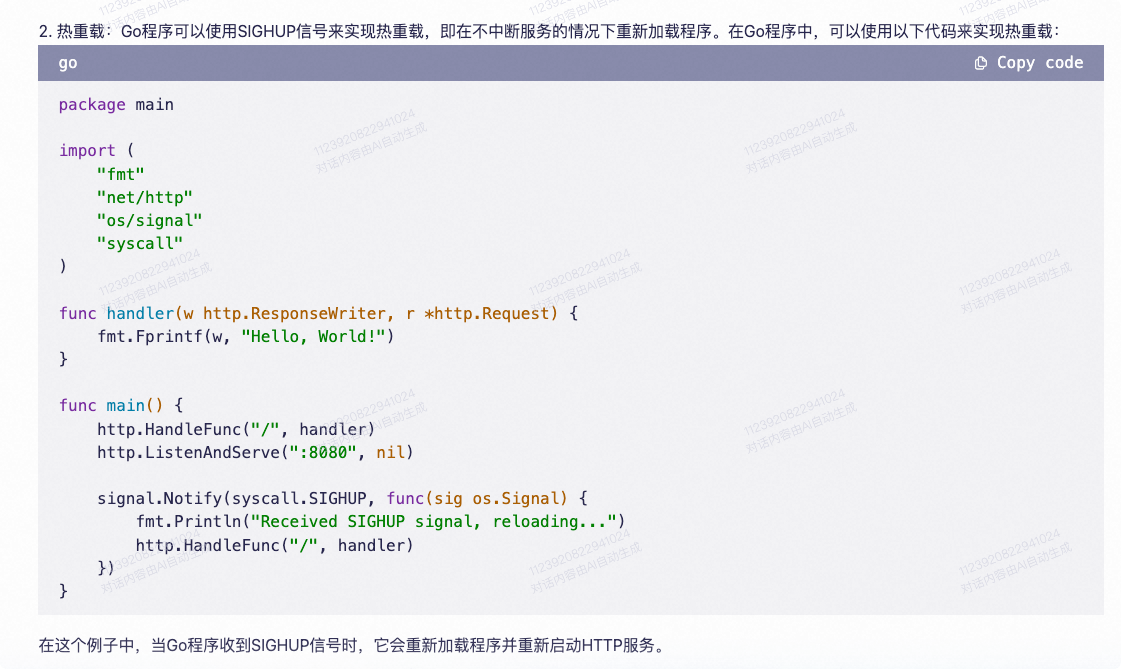 2. 热重载：Go程序可以使用SIGHUP信号来实现热重载，即在不中断服务的情况下重新加载程序。在Go程序中，可以使用以下代码来实现热重载：
go
Copy code
package main
import (
"fmt"
"net/http"
"os/signal"
"syscall"
)
func handler(w http.ResponseWriter, r *http.Request) {
fmt.Fprintf(w, "Hello, World!")
}
func main() {
http.HandleFunc("/", handler)
http.ListenAndServe(":8080", nil)
signal.Notify(syscall.SIGHUP, func(sig os.Signal) {
fmt.Println("Received SIGHUP signal, reloading...")
http.HandleFunc("/", handler)
})
}
在这个例子中，当Go程序收到SIGHUP信号时，它会重新加载程序并重新启动HTTP服务。
1123920822941024
对话内容由AI自动生成